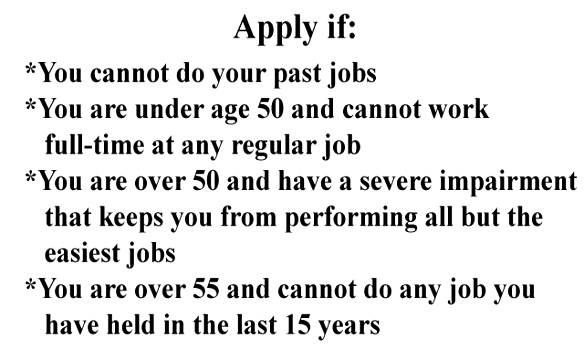 Apply if:
*You cannot do your past jobs
*You are under age 50 and cannot work
full-time at any regular job
*You are over 50 and have a severe impairment
that keeps you from performing all but the
easiest jobs
*You are over 55 and cannot do any job you
have held in the last 15 years